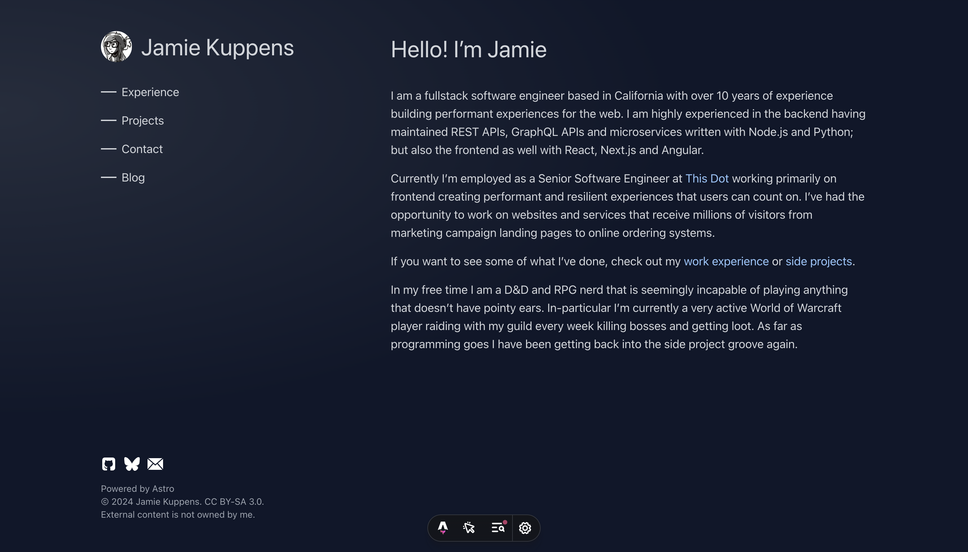 Jamie Kuppens
Experience
Projects
Contact
Blog
Hello! I’m Jamie
I am a fullstack software engineer based in California with over 10 years of experience
building performant experiences for the web. I am highly experienced in the backend having
maintained REST APIs, GraphQL APIs and microservices written with Node.js and Python;
but also the frontend as well with React, Next.js and Angular.
Currently I’m employed as a Senior Software Engineer at This Dot working primarily on
frontend creating performant and resilient experiences that users can count on. I’ve had the
opportunity to work on websites and services that receive millions of visitors from
marketing campaign landing pages to online ordering systems.
If you want to see some of what I’ve done, check out my work experience or side projects.
In my free time I am a D&D and RPG nerd that is seemingly incapable of playing anything
that doesn’t have pointy ears. In-particular I’m currently a very active World of Warcraft
player raiding with my guild every week killing bosses and getting loot. As far as
programming goes I have been getting back into the side project groove again.
Powered by Astro
© 2024 Jamie Kuppens. CC BY-SA 3.0.
External content is not owned by me.